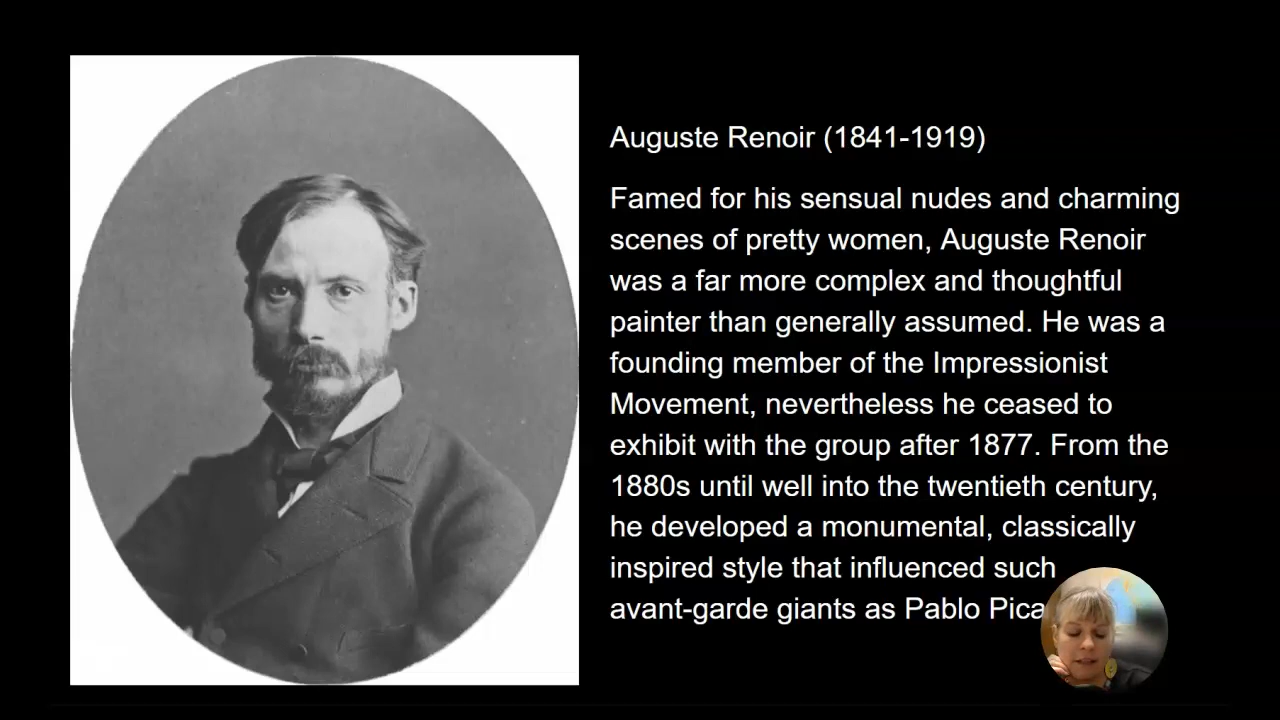 Auguste Renoir (1841-1919)
Famed for his sensual nudes and charming
scenes of pretty women, Auguste Renoir
was a far more complex and thoughtful
painter than generally assumed. He was a
founding member of the Impressionist
Movement, nevertheless he ceased to
exhibit with the group after 1877. From the
1880s until well into the twentieth century,
he developed a monumental, classically
inspired style that influenced such
avant-garde giants as Pablo